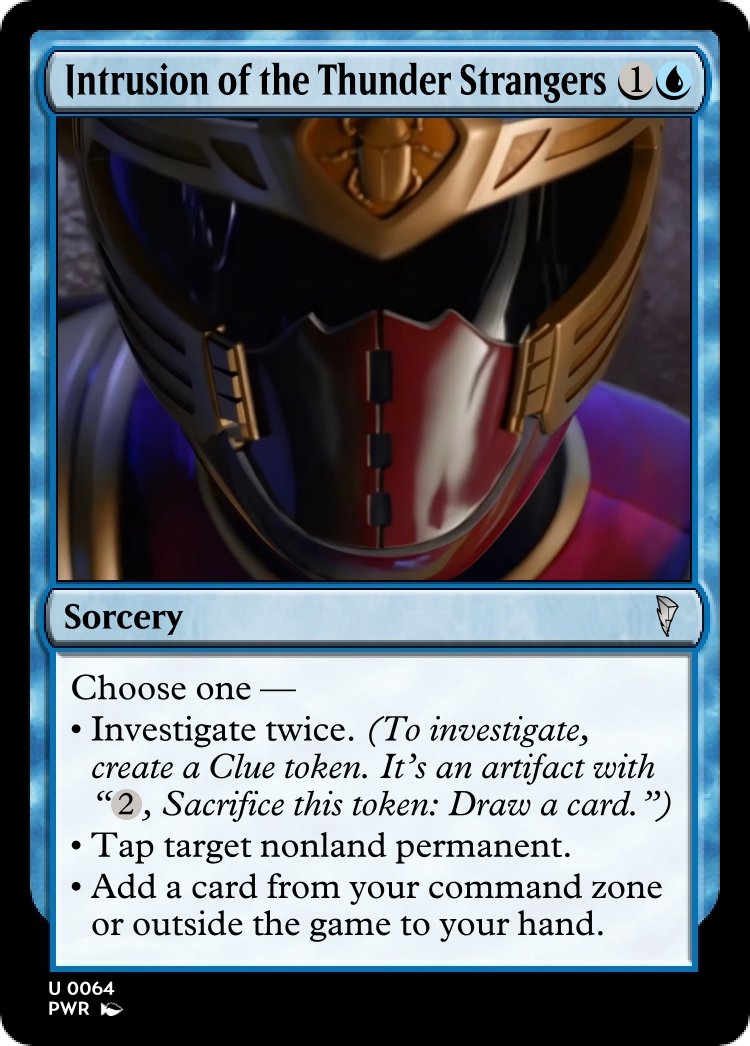 Intrusion of the Thunder Strangers 1
Sorcery
Choose one —
• Investigate twice. (To investigate,
create a Clue token. It's an artifact with
“2, Sacrifice this token: Draw a card.”)
• Tap target nonland permanent.
• Add a card from your command zone
or outside the game to your hand.
U 0064
PWR